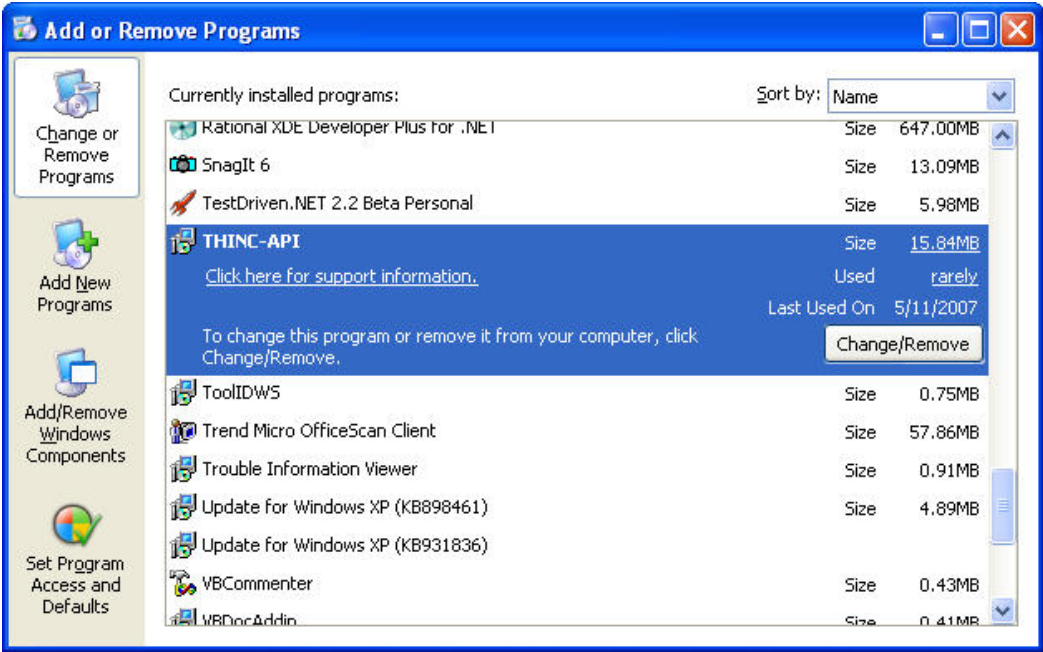 Add or Remove Programs
Change or
Remove
Programs
Add New
Programs
Add/Remove
Windows
Components
Set Program
Access and
Defaults
Currently installed programs:
Sort by: Name
Rational XDE Developer Plus for .NET Size 647.00MB
SnagIt 6 Size 13.09MB
TestDriven.NET 2.2 Beta Personal Size 5.98MB
THINC-API Size 15.84MB
Click here for support information. Used rarely
Last Used On 5/11/2007
To change this program or remove it from your computer, click
Change/Remove.
Change/Remove
ToolIDWS Size 0.75MB
Trend Micro OfficeScan Client Size 57.86MB
Trouble Information Viewer Size 0.91MB
Update for Windows XP (KB898461) Size 4.89MB
Update for Windows XP (KB931836)
VBCommenter Size 0.43MB
VBDocAddin Size 0.41MB